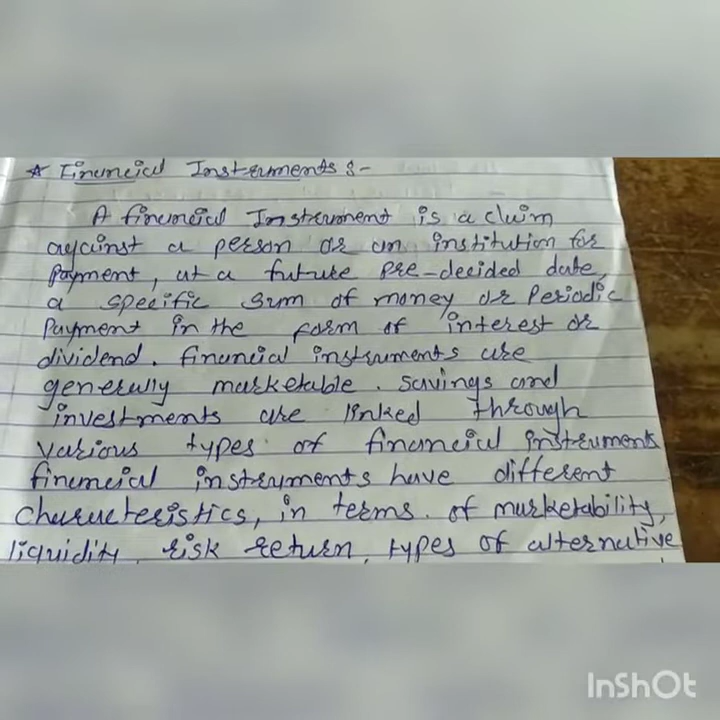 * Financial Instruments :-
A financial Instrument is a claim
against a person or an institution for
payment, at a future pre-decided date,
a specific sum of money or Periodic
Payment in the form of interest or
dividend. financial instruments are
generally marketable. savings and
investments are linked through
various types of financial instruments
financial instruments have different
characteristics, in terms. of marketability,
liquidity, risk return, types of alternative
InShOt